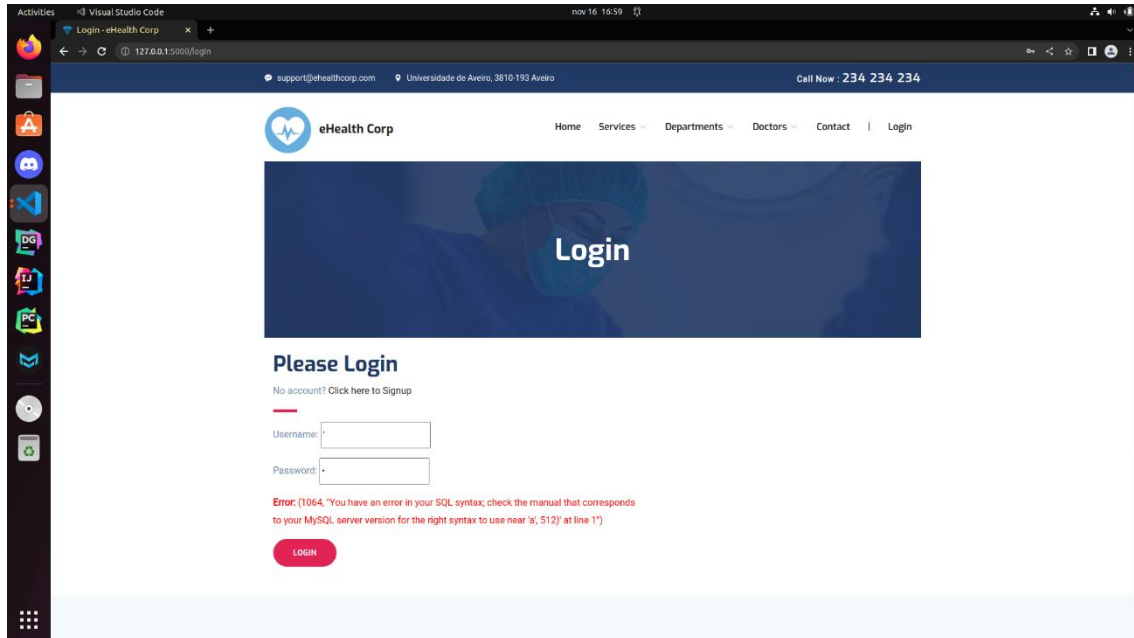 Activities Visual Studio Code nov 16 16:59
Login - eHealth Corp
127.0.0.1:5000/login
support@ehealthcorp.com Universidade de Aveiro, 3810-193 Aveiro Call Now : 234 234 234
eHealth Corp Home Services Departments Doctors Contact | Login
Login
Please Login
No account? Click here to Signup
Username: '
Password: •
Error: (1064, "You have an error in your SQL syntax; check the manual that corresponds
to your MySQL server version for the right syntax to use near 'a', 512)' at line 1")
LOGIN
DG
IJ
PC